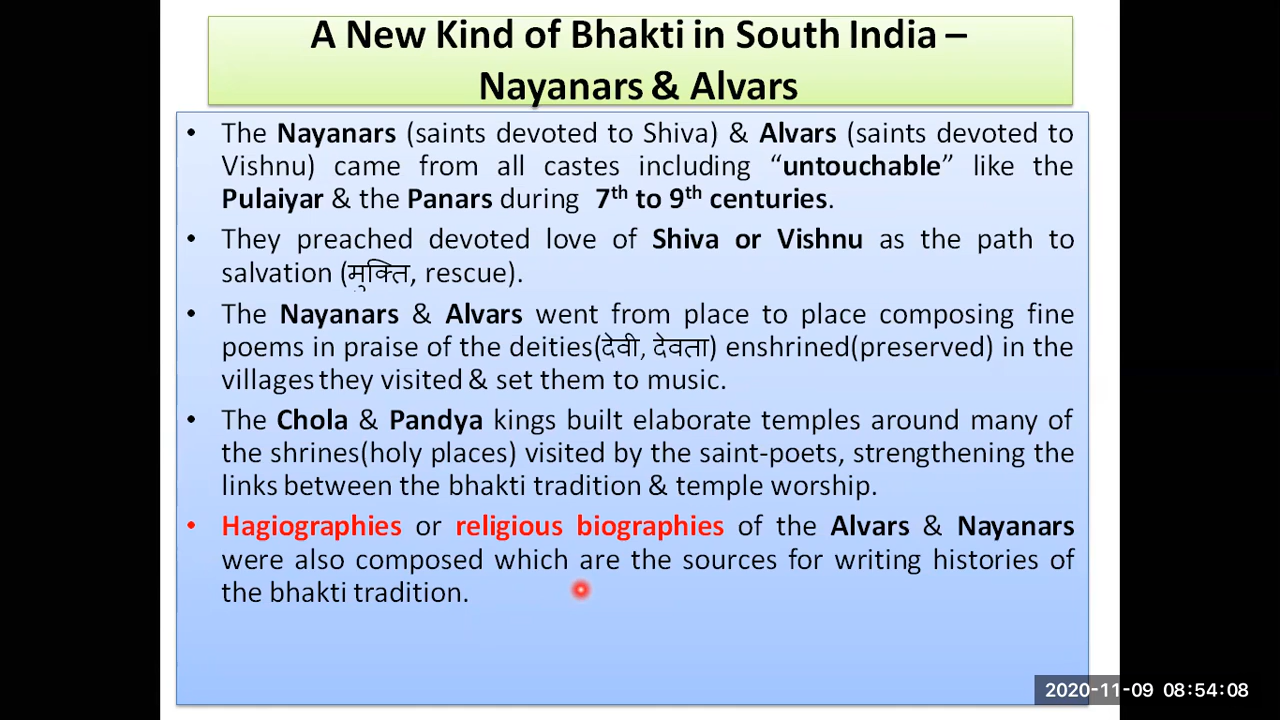 A New Kind of Bhakti in South India –
Nayanars & Alvars
• The Nayanars (saints devoted to Shiva) & Alvars (saints devoted to
Vishnu) came from all castes including “untouchable” like the
Pulaiyar & the Panars during 7th to 9th centuries.
• They preached devoted love of Shiva or Vishnu as the path to
salvation (मुक्ति, rescue).
• The Nayanars & Alvars went from place to place composing fine
poems in praise of the deities(देवी, देवता) enshrined(preserved) in the
villages they visited & set them to music.
• The Chola & Pandya kings built elaborate temples around many of
the shrines(holy places) visited by the saint-poets, strengthening the
links between the bhakti tradition & temple worship.
• Hagiographies or religious biographies of the Alvars & Nayanars
were also composed which are the sources for writing histories of
the bhakti tradition.
2020-11-09 08:54:08